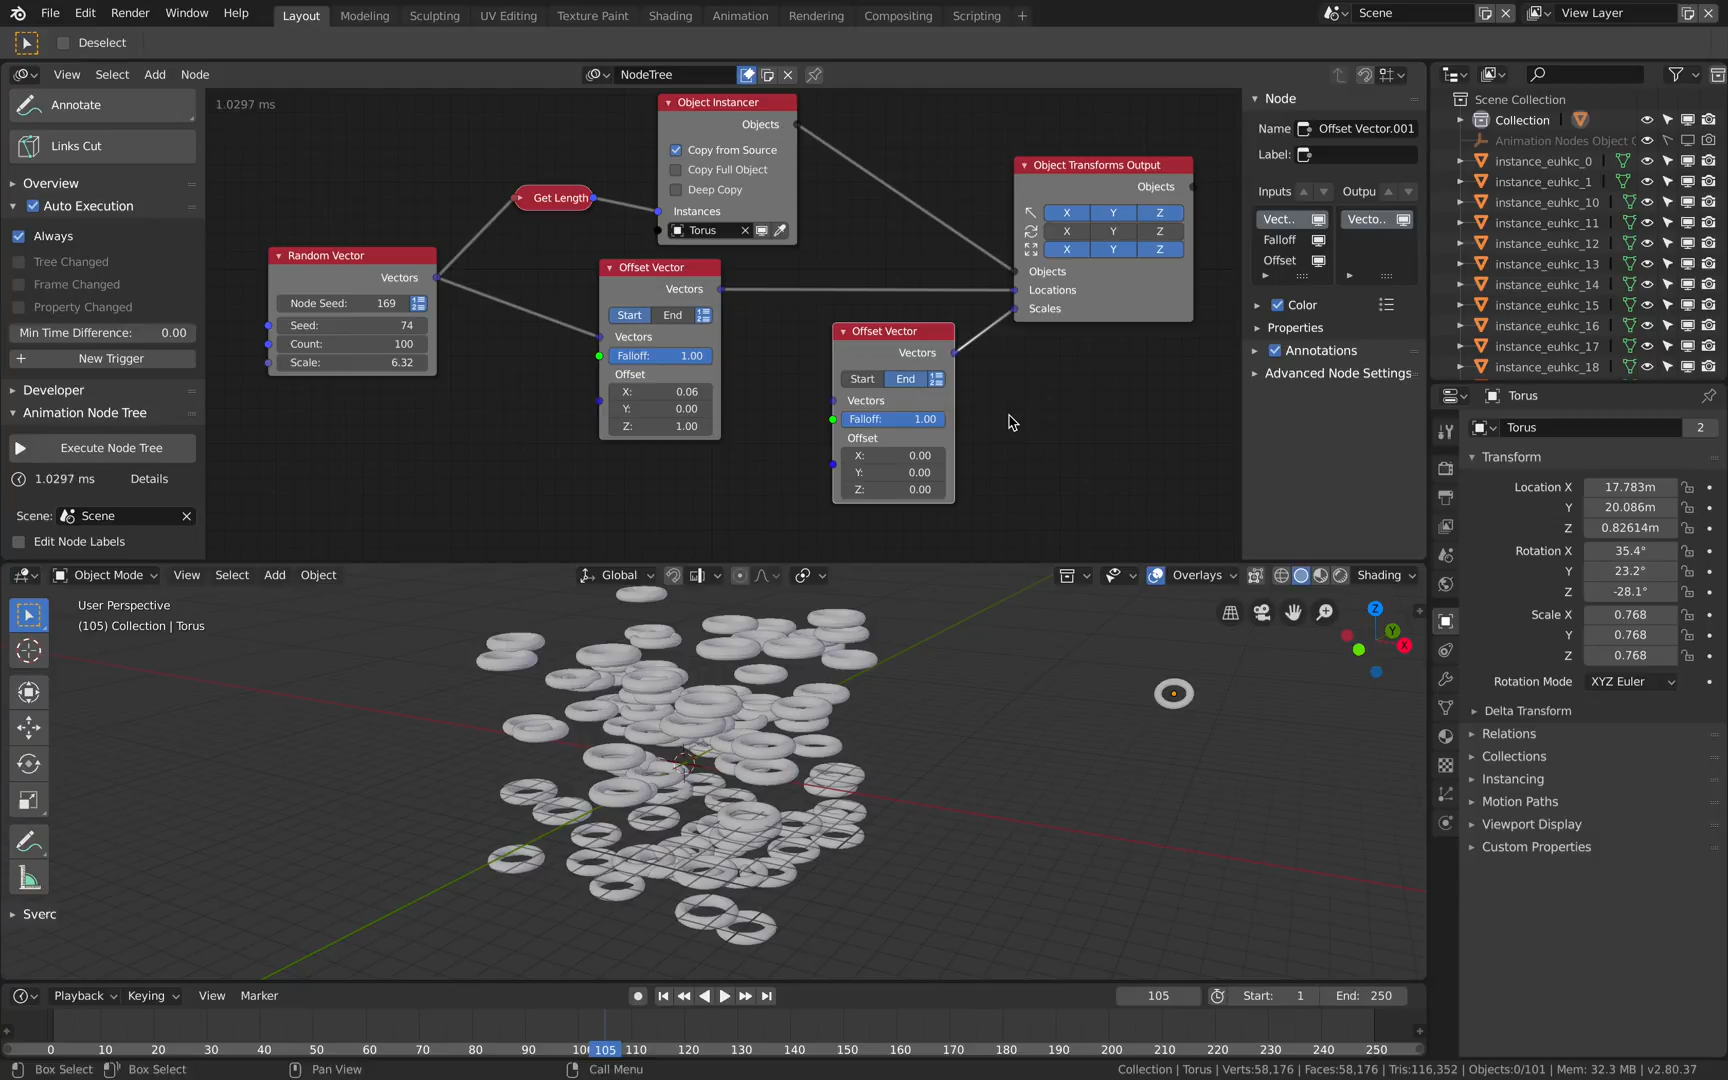 File Edit Render Window Help Layout Modeling Sculpting UV Editing Texture Paint Shading Animation Rendering Compositing Scripting + Scene View Layer
Deselect
View Select Add Node NodeTree
Annotate
Links Cut
Overview
Auto Execution
Always
Tree Changed
Frame Changed
Property Changed
Min Time Difference: 0.00
New Trigger
Developer
Animation Node Tree
Execute Node Tree
1.0297 ms Details
Scene: Scene
Edit Node Labels
1.0297 ms
Random Vector
Vectors
Node Seed: 169
Seed: 74
Count: 100
Scale: 6.32
Get Length
Object Instancer
Objects
Copy from Source
Copy Full Object
Deep Copy
Instances
Torus
Offset Vector
Vectors
Start End
Vectors
Falloff: 1.00
Offset
X: 0.06
Y: 0.00
Z: 1.00
Offset Vector
Vectors
Start End
Vectors
Falloff: 1.00
Offset
X: 0.00
Y: 0.00
Z: 0.00
Object Transforms Output
Objects
X Y Z
X Y Z
X Y Z
Objects
Locations
Scales
Node
Name Offset Vector.001
Label:
Inputs Outpu
Vect.. Vecto..
Falloff
Offset
Color
Properties
Annotations
Advanced Node Settings
Scene Collection
Collection
Animation Nodes Object C
instance_euhkc_0
instance_euhkc_1
instance_euhkc_10
instance_euhkc_11
instance_euhkc_12
instance_euhkc_13
instance_euhkc_14
instance_euhkc_15
instance_euhkc_16
instance_euhkc_17
instance_euhkc_18
Torus
Torus 2
Transform
Location X 17.783m
Y 20.086m
Z 0.82614m
Rotation X 35.4°
Y 23.2°
Z -28.1°
Scale X 0.768
Y 0.768
Z 0.768
Rotation Mode XYZ Euler
Delta Transform
Relations
Collections
Instancing
Motion Paths
Viewport Display
Custom Properties
Object Mode View Select Add Object Global Overlays Shading
User Perspective
(105) Collection | Torus
Z
Y
X
Sverc
Playback Keying View Marker 105 Start: 1 End: 250
0 10 20 30 40 50 60 70 80 90 10 105 110 120 130 140 150 160 170 180 190 200 210 220 230 240 250
Box Select Box Select Pan View Call Menu Collection | Torus | Verts:58,176 | Faces:58,176 | Tris:116,352 | Objects:0/101 | Mem: 32.3 MB | v2.80.37